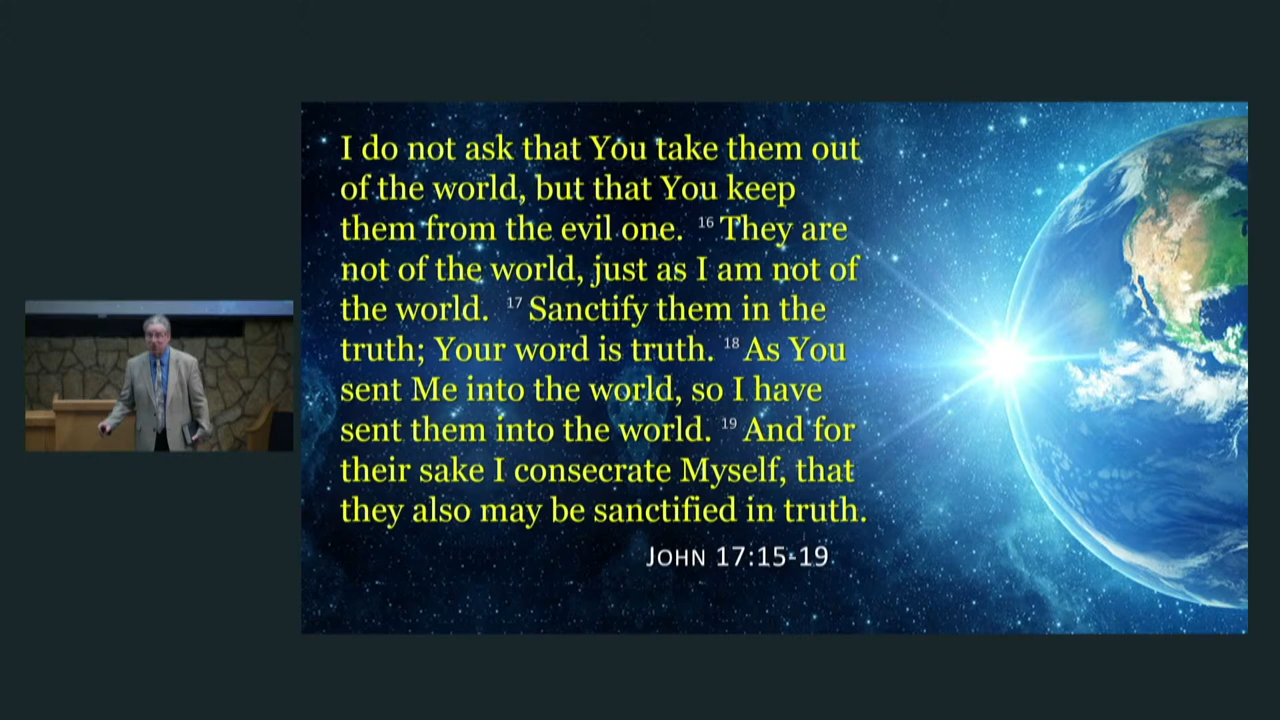 I do not ask that You take them out
of the world, but that You keep
them from the evil one. 16 They are
not of the world, just as I am not of
the world. 17 Sanctify them in the
truth; Your word is truth. 18 As You
sent Me into the world, so I have
sent them into the world. 19 And for
their sake I consecrate Myself, that
they also may be sanctified in truth.
JOHN 17:15-19